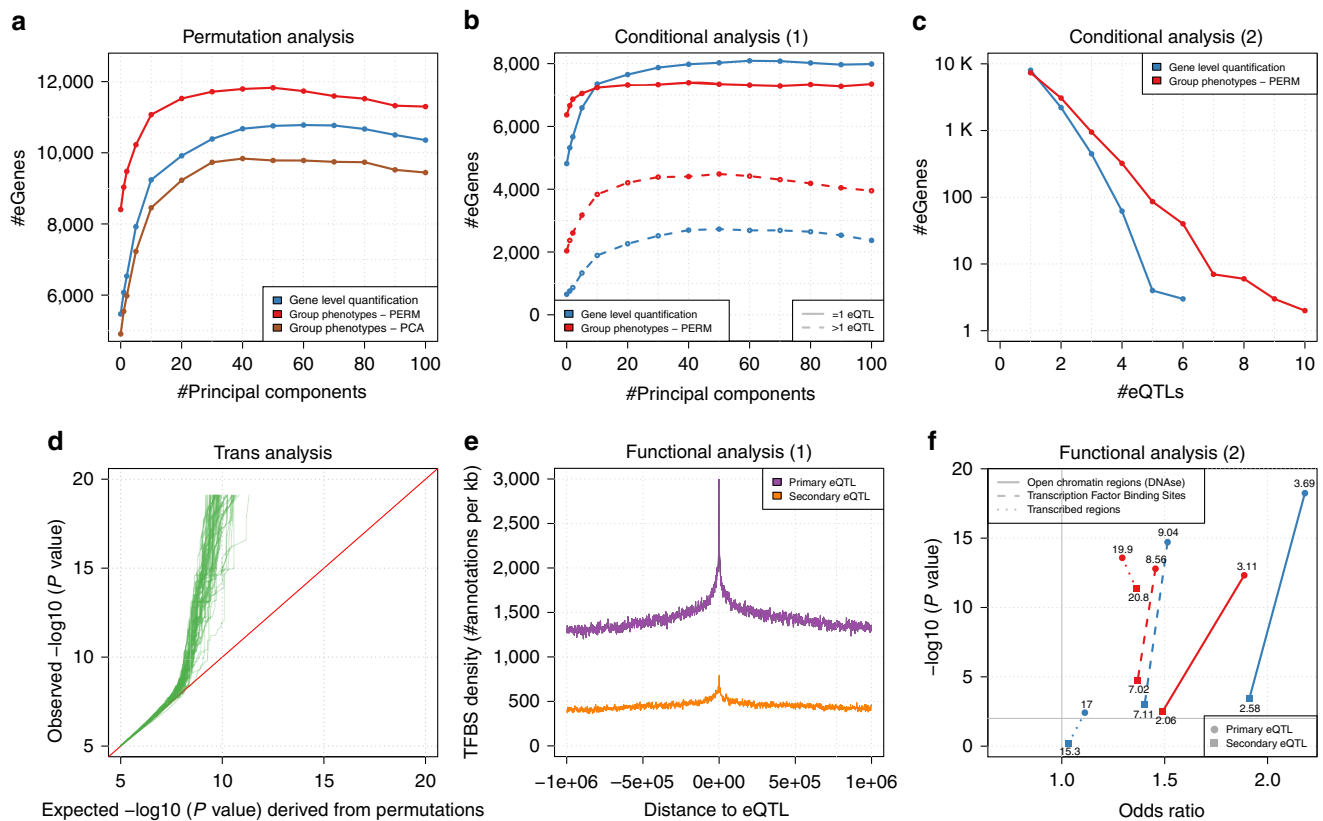 a
Permutation analysis
12,000
10,000
8,000
6,000
#eGenes
0 20 40 60 80 100
#Principal components
Gene level quantification
Group phenotypes – PERM
Group phenotypes – PCA
b
Conditional analysis (1)
8,000
6,000
4,000
2,000
0
#eGenes
0 20 40 60 80 100
#Principal components
Gene level quantification
Group phenotypes – PERM
=1 eQTL
>1 eQTL
c
Conditional analysis (2)
10 K
1 K
100
10
1
#eGenes
0 2 4 6 8 10
#eQTLs
Gene level quantification
Group phenotypes – PERM
d
Trans analysis
20
15
10
5
Observed –log10 (P value)
5 10 15 20
Expected –log10 (P value) derived from permutations
e
Functional analysis (1)
3,000
2,500
2,000
1,500
1,000
500
0
TFBS density (#annotations per kb)
−1e+06 −5e+05 0e+00 5e+05 1e+06
Distance to eQTL
Primary eQTL
Secondary eQTL
f
Functional analysis (2)
20
15
10
5
0
–log10 (P value)
1.0 1.5 2.0
Odds ratio
Open chromatin regions (DNAse)
Transcription Factor Binding Sites
Transcribed regions
3.69
9.04
19.9
8.56
3.11
20.8
7.02
7.11
2.06
2.58
17
15.3
Primary eQTL
Secondary eQTL